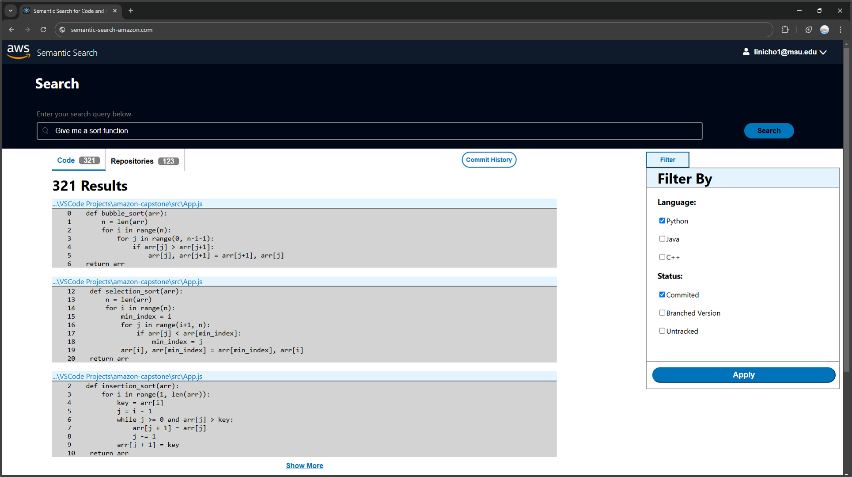 Semantic Search for Code and
semantic-search-amazon.com
aws Semantic Search
linicho1@msu.edu
Search
Enter your search query below.
Give me a sort function
Search
Code 321 Repositories 123
Commit History
321 Results
...\VSCode Projects\amazon-capstone\src\App.js
0 def bubble_sort(arr):
1 n = len(arr)
2 for i in range(n):
3 for j in range(0, n-i-1):
4 if arr[j] > arr[j+1]:
5 arr[j], arr[j+1] = arr[j+1], arr[j]
6 return arr
...\VSCode Projects\amazon-capstone\src\App.js
12 def selection_sort(arr):
13 n = len(arr)
14 for i in range(n):
15 min_index = i
16 for j in range(i+1, n):
17 if arr[j] < arr[min_index]:
18 min_index = j
19 arr[i], arr[min_index] = arr[min_index], arr[i]
20 return arr
...\VSCode Projects\amazon-capstone\src\App.js
2 def insertion_sort(arr):
3 for i in range(1, len(arr)):
4 key = arr[i]
5 j = i - 1
6 while j >= 0 and arr[j] > key:
7 arr[j + 1] = arr[j]
8 j -= 1
9 arr[j + 1] = key
10 return arr
Show More
Filter
Filter By
Language:
Python
Java
C++
Status:
Commited
Branched Version
Untracked
Apply